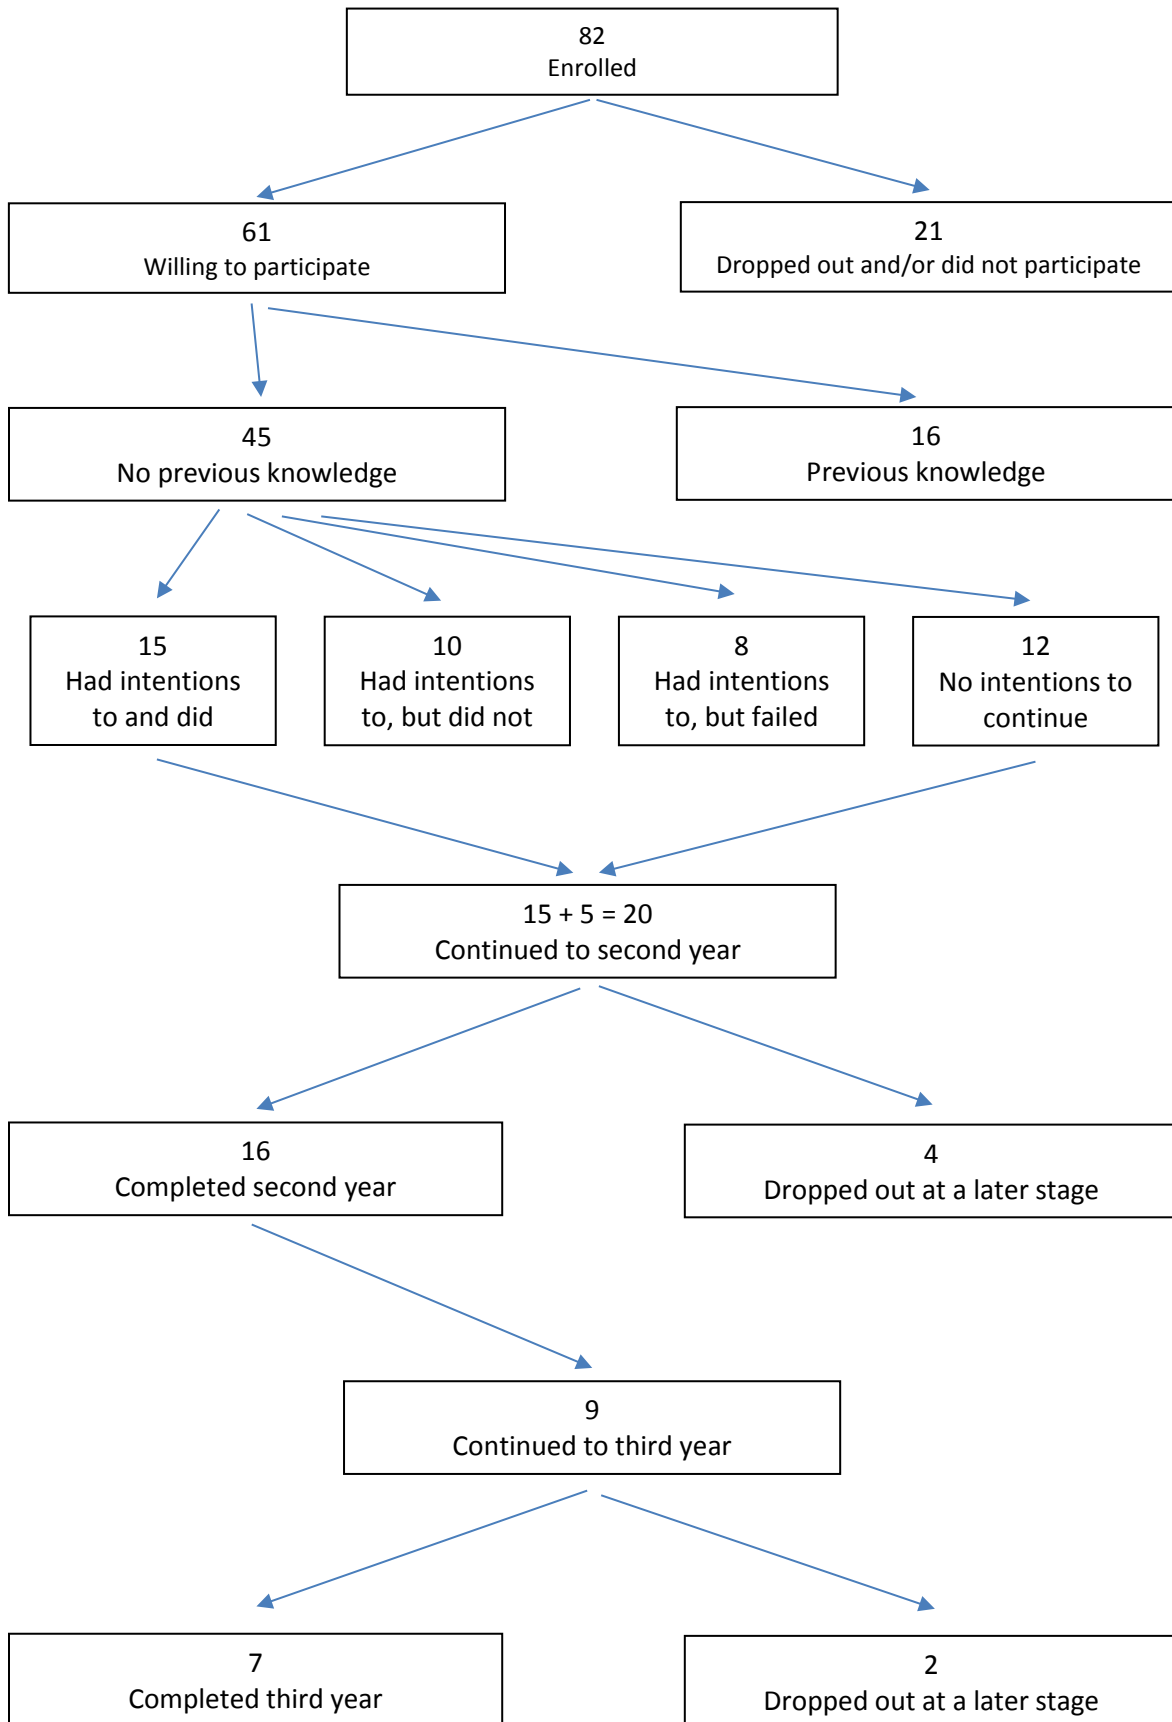 82
Enrolled
61
Willing to participate
21
Dropped out and/or did not participate
45
No previous knowledge
16
Previous knowledge
15
Had intentions
to and did
10
Had intentions
to, but did not
8
Had intentions
to, but failed
12
No intentions to
continue
15 + 5 = 20
Continued to second year
16
Completed second year
4
Dropped out at a later stage
9
Continued to third year
7
Completed third year
2
Dropped out at a later stage